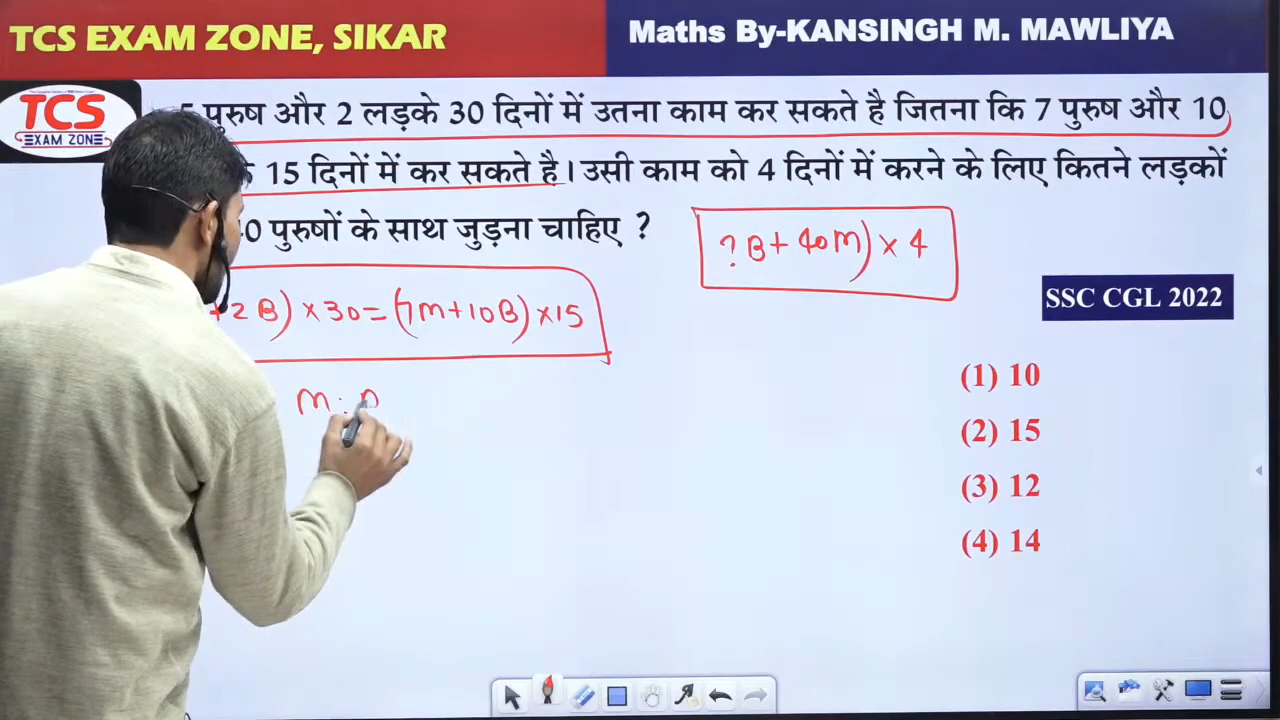 TCS EXAM ZONE, SIKAR
Maths By-KANSINGH M. MAWLIYA
TCS
EXAM ZONE
5 पुरुष और 2 लड़के 30 दिनों में उतना काम कर सकते है जितना कि 7 पुरुष और 10
15 दिनों में कर सकते है। उसी काम को 4 दिनों में करने के लिए कितने लड़कों
40 पुरुषों के साथ जुड़ना चाहिए ?
?B+40M) × 4
+2B) × 30 = (7M+10B) × 15
SSC CGL 2022
M :
(1) 10
(2) 15
(3) 12
(4) 14